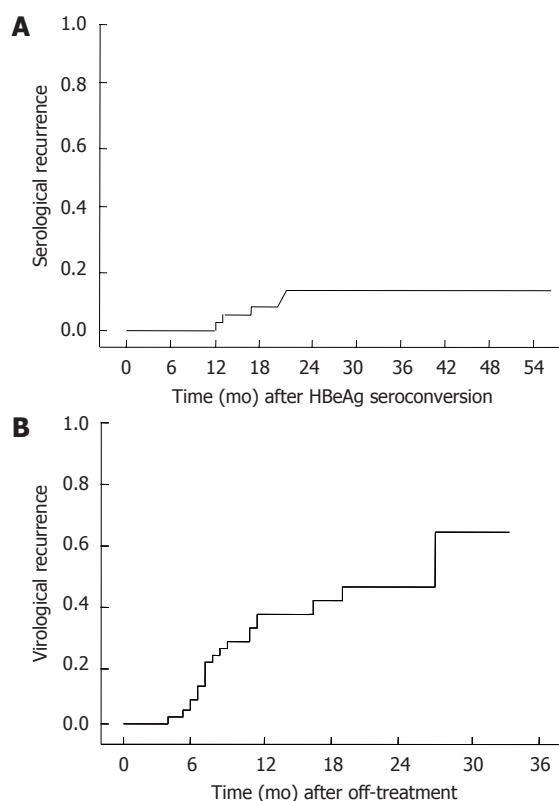 A
Serological recurrence
1.0
0.8
0.6
0.4
0.2
0.0
0 6 12 18 24 30 36 42 48 54
Time (mo) after HBeAg seroconversion
B
Virological recurrence
1.0
0.8
0.6
0.4
0.2
0.0
0 6 12 18 24 30 36
Time (mo) after off-treatment